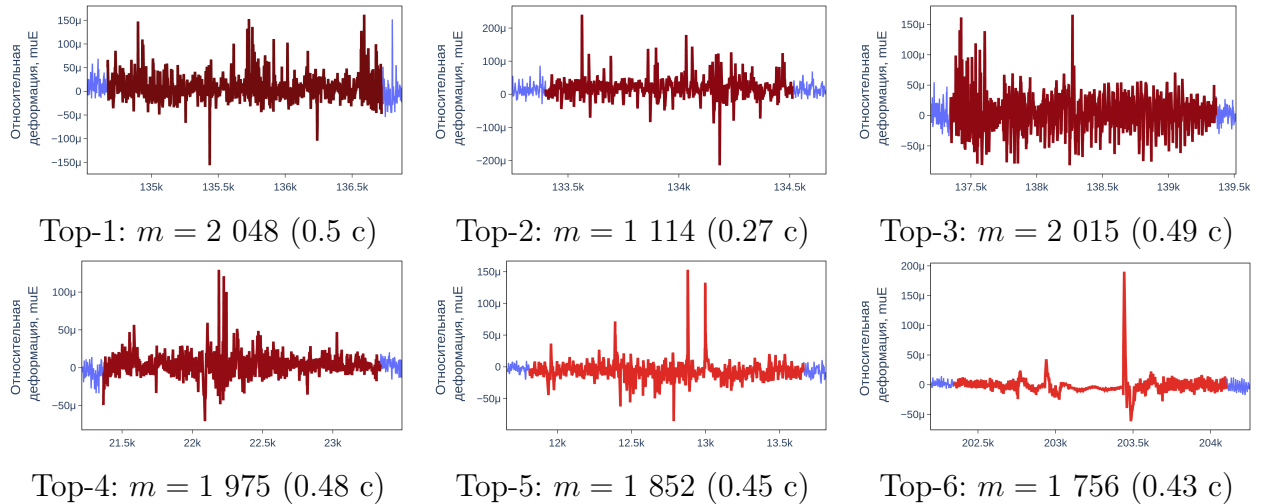 Относительная деформация, muE
150μ
100μ
50μ
0
−50μ
−100μ
−150μ
135k
135.5k
136k
136.5k
Относительная деформация, muE
200μ
100μ
0
−100μ
−200μ
133.5k
134k
134.5k
Относительная деформация, muE
150μ
100μ
50μ
0
−50μ
137.5k
138k
138.5k
139k
139.5k
Top-1: m = 2 048 (0.5 с)
Top-2: m = 1 114 (0.27 с)
Top-3: m = 2 015 (0.49 с)
Относительная деформация, muE
100μ
50μ
0
−50μ
21.5k
22k
22.5k
23k
Относительная деформация, muE
150μ
100μ
50μ
0
−50μ
12k
12.5k
13k
13.5k
Относительная деформация, muE
200μ
150μ
100μ
50μ
0
−50μ
202.5k
203k
203.5k
204k
Top-4: m = 1 975 (0.48 с)
Top-5: m = 1 852 (0.45 с)
Top-6: m = 1 756 (0.43 с)